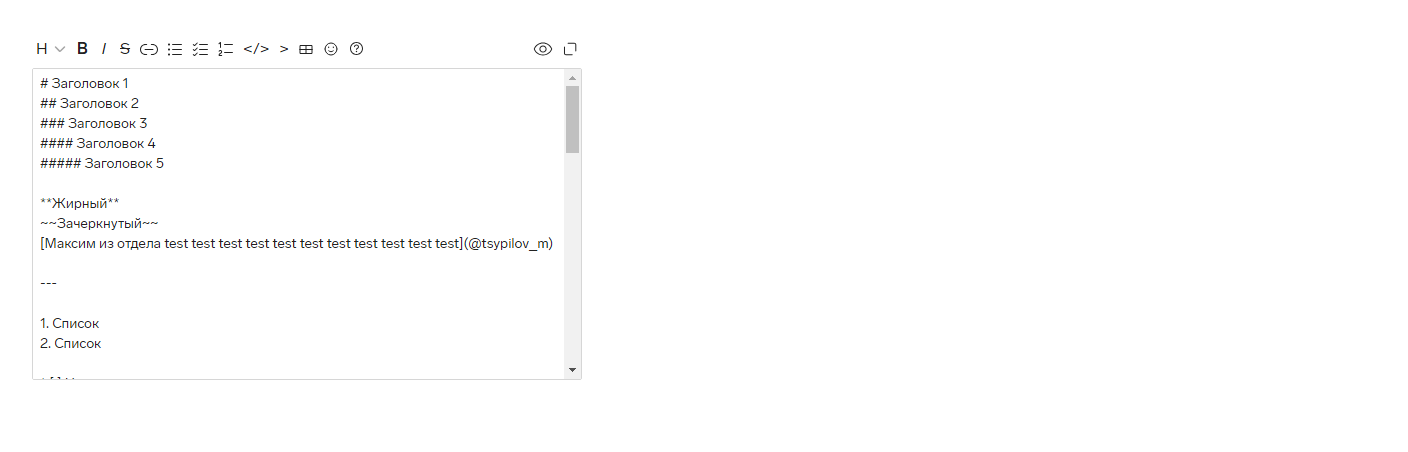 H B I S </> >
# Заголовок 1
## Заголовок 2
### Заголовок 3
#### Заголовок 4
##### Заголовок 5
**Жирный**
~~Зачеркнутый~~
[Максим из отдела test test test test test test test test test test test](@tsypilov_m)
---
1. Список
2. Список